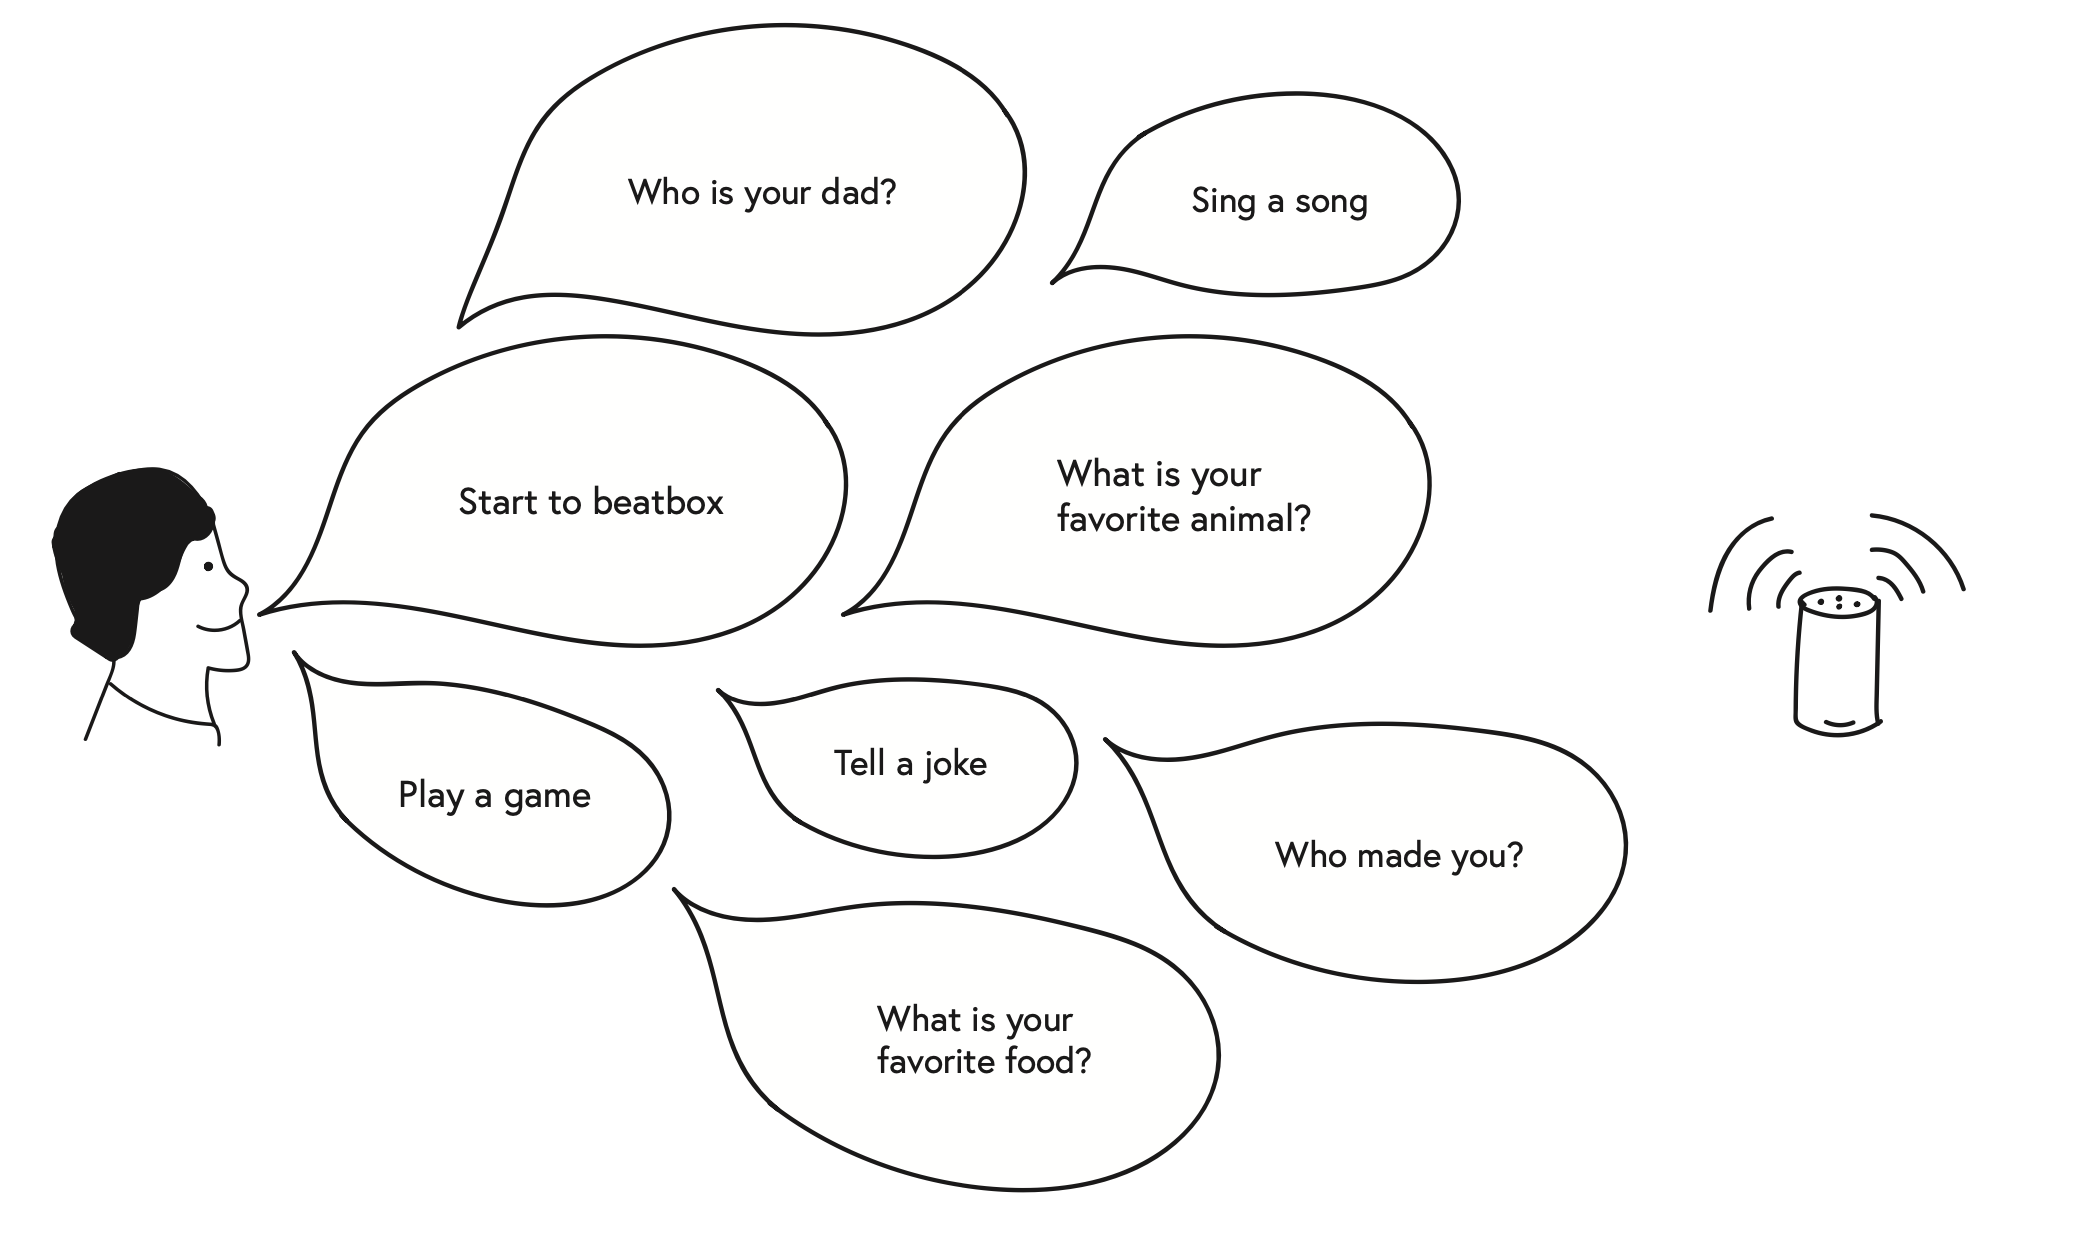 Who is your dad?
Sing a song
Start to beatbox
What is your
favorite animal?
Play a game
Tell a joke
Who made you?
What is your
favorite food?